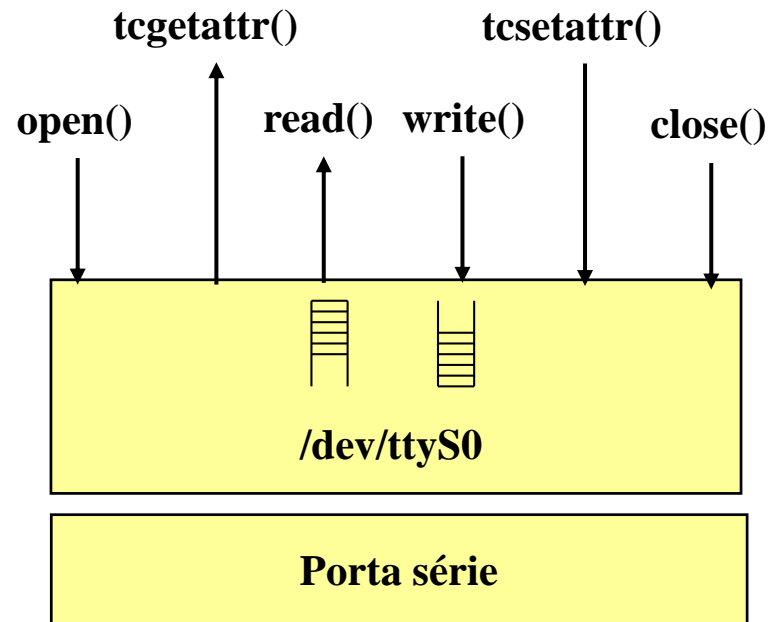 tcgetattr() tcsetattr()
open() read() write() close()
/dev/ttyS0
Porta série